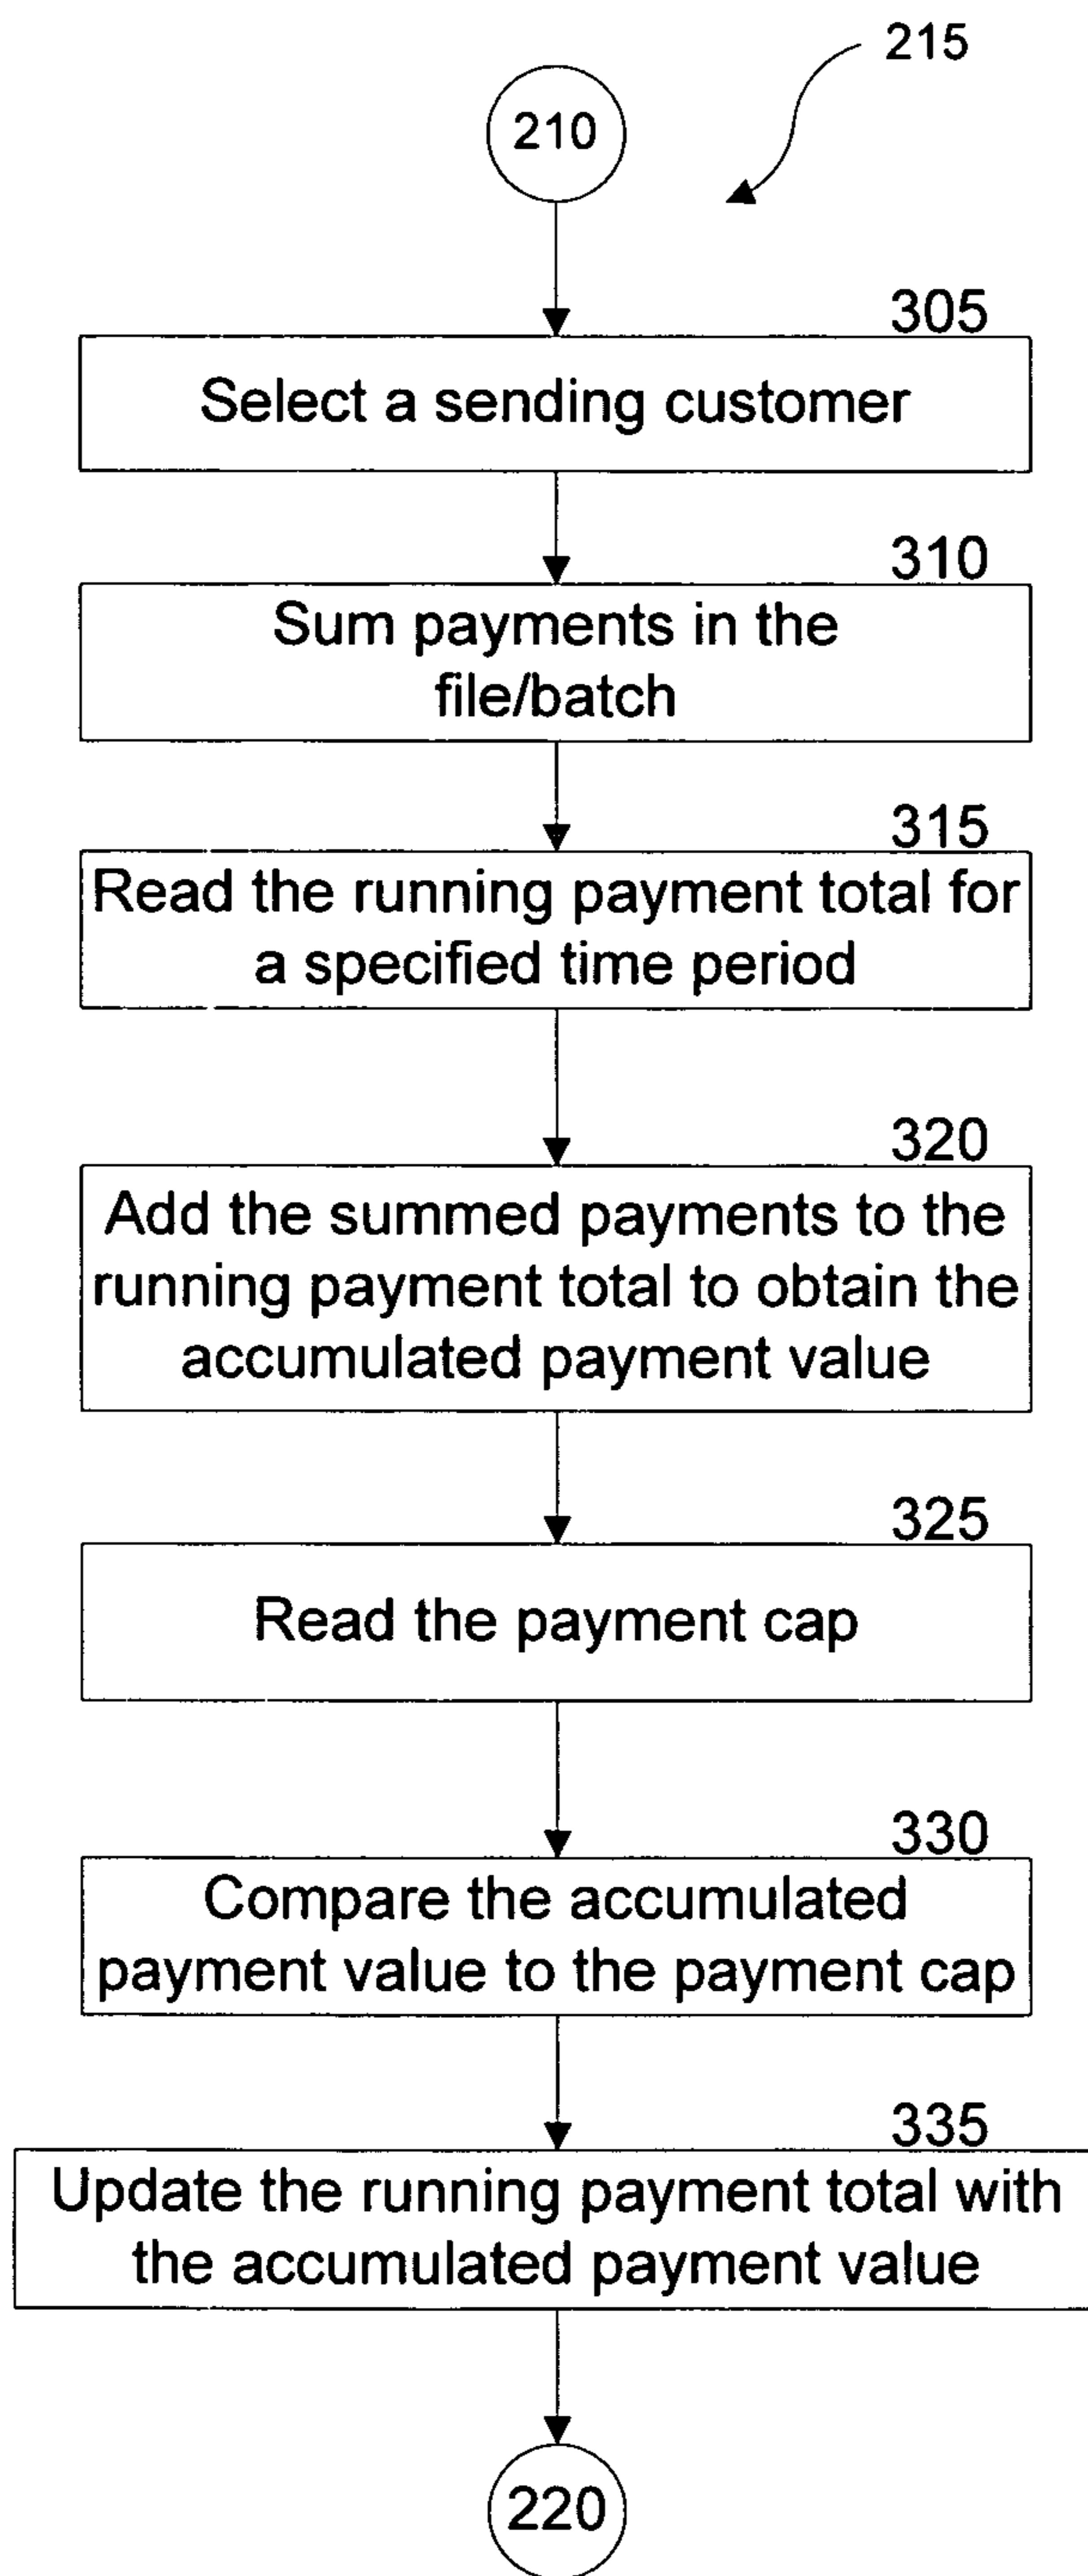 215
210
305
Select a sending customer
310
Sum payments in the
file/batch
315
Read the running payment total for
a specified time period
320
Add the summed payments to the
running payment total to obtain the
accumulated payment value
325
Read the payment cap
330
Compare the accumulated
payment value to the payment cap
335
Update the running payment total with
the accumulated payment value
220